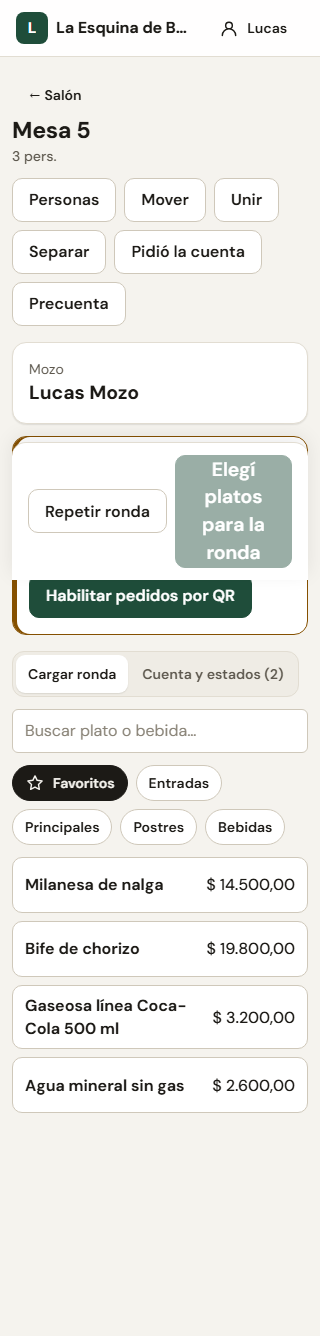 L La Esquina de B... Lucas
← Salón
Mesa 5
3 pers.
Personas Mover Unir
Separar Pidió la cuenta
Precuenta
Mozo
Lucas Mozo
Repetir ronda
Elegí
platos
para la
ronda
Habilitar pedidos por QR
Cargar ronda Cuenta y estados (2)
Buscar plato o bebida...
Favoritos Entradas
Principales Postres Bebidas
Milanesa de nalga $ 14.500,00
Bife de chorizo $ 19.800,00
Gaseosa línea Coca-
Cola 500 ml $ 3.200,00
Agua mineral sin gas $ 2.600,00